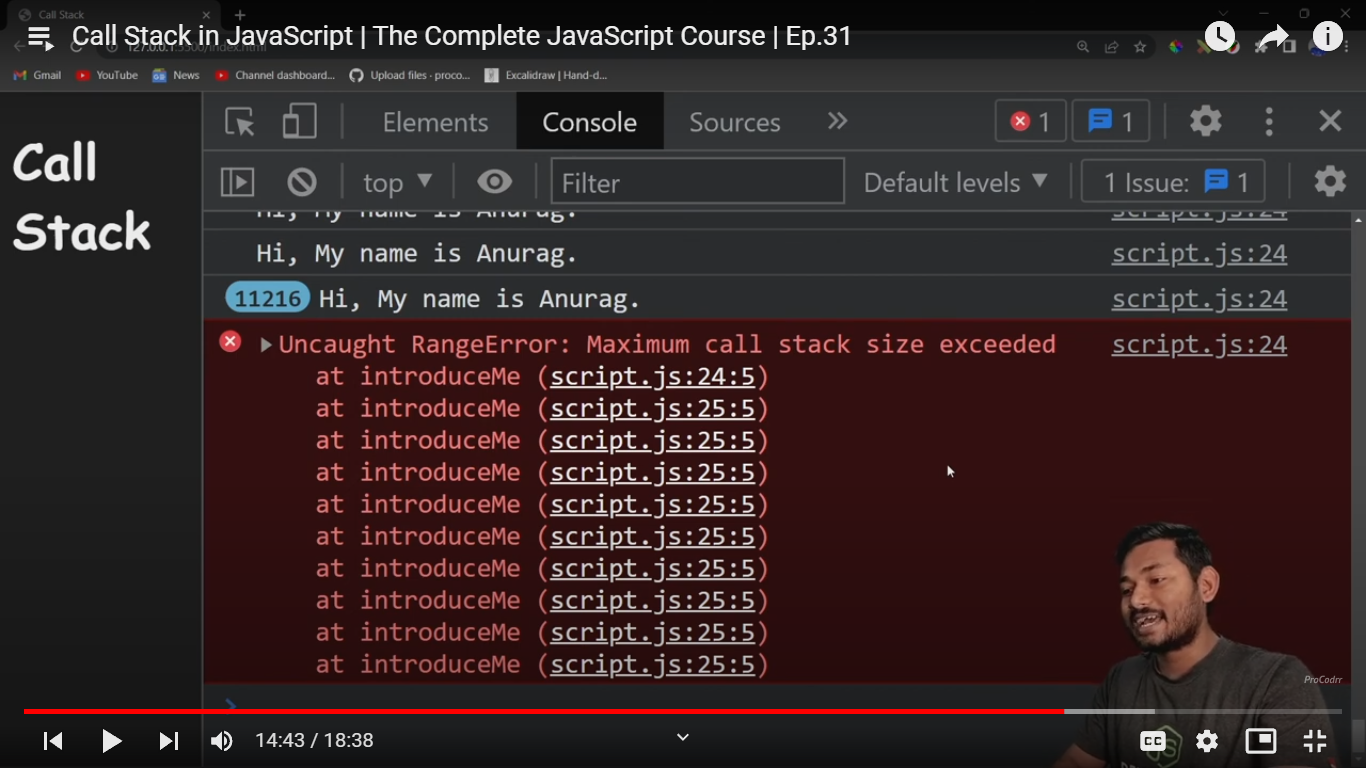 Call Stack
Call Stack in JavaScript | The Complete JavaScript Course | Ep.31
127.0.0.1:5500/index.html
Gmail YouTube News Channel dashboard... Upload files · proco... Excalidraw | Hand-d...
Call
Stack
Elements Console Sources 1 1
top Filter Default levels 1 Issue: 1
Hi, My name is Anurag. script.js:24
Hi, My name is Anurag. script.js:24
11216 Hi, My name is Anurag. script.js:24
Uncaught RangeError: Maximum call stack size exceeded script.js:24
at introduceMe (script.js:24:5)
at introduceMe (script.js:25:5)
at introduceMe (script.js:25:5)
at introduceMe (script.js:25:5)
at introduceMe (script.js:25:5)
at introduceMe (script.js:25:5)
at introduceMe (script.js:25:5)
at introduceMe (script.js:25:5)
at introduceMe (script.js:25:5)
at introduceMe (script.js:25:5)
ProCodrr
14:43 / 18:38 CC